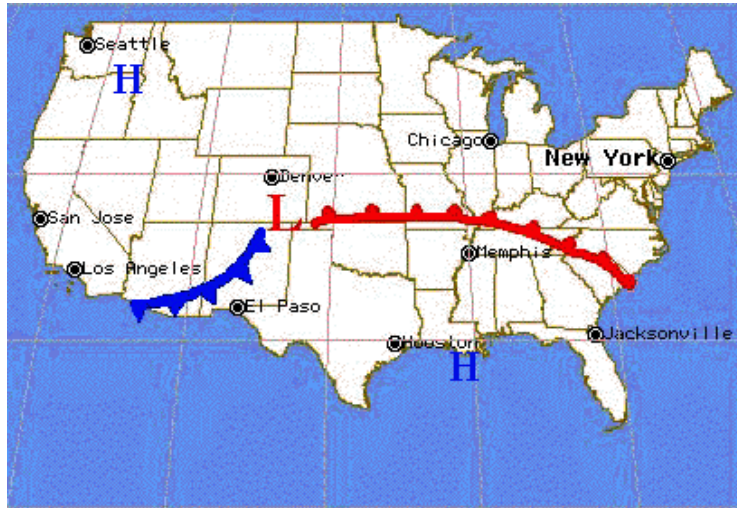 Seattle
H
Chicago
New York
Denver
San Jose
L
Memphis
Los Angeles
El Paso
Jacksonville
Houston
H